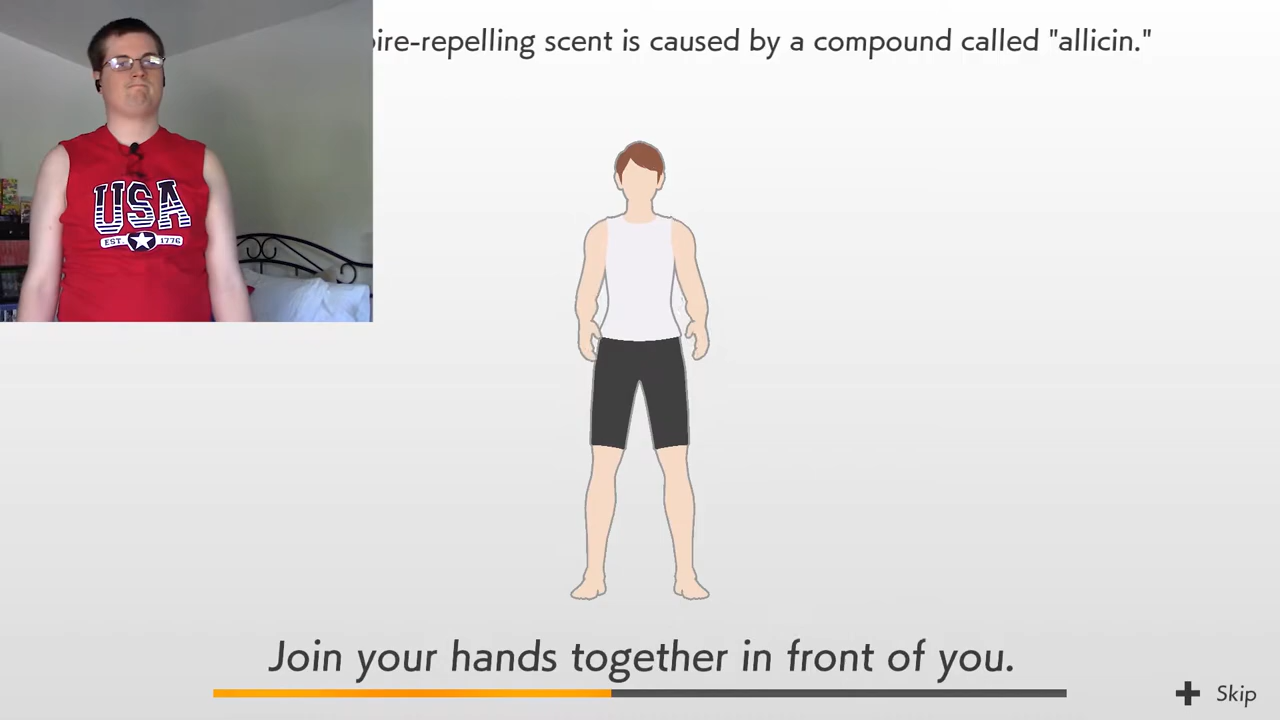 pire-repelling scent is caused by a compound called "allicin."
USA
EST. 1776
Join your hands together in front of you.
Skip